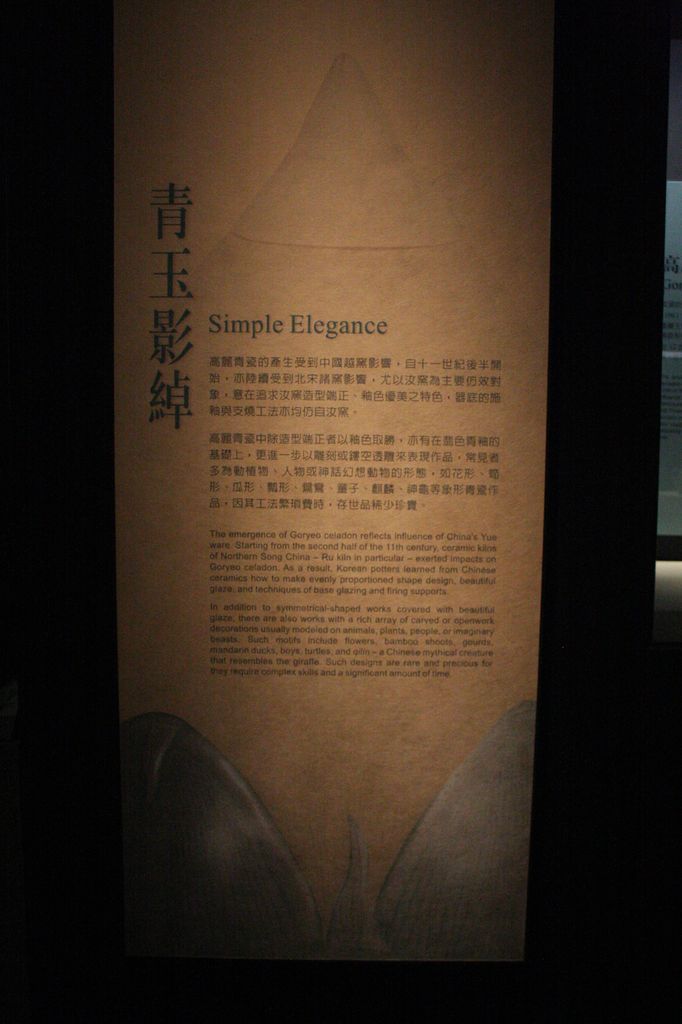 青玉影綽
Simple Elegance
高麗青瓷的產生受到中國越窯影響，自十一世紀後半開
始，亦陸續受到北宋諸窯影響，尤以汝窯為主要仿效對
象，意在追求汝窯造型端正、釉色優美之特色，器底的施
釉與支燒工法亦均仿自汝窯。
高麗青瓷中除造型端正者以釉色取勝，亦有在翡色青釉的
基礎上，更進一步以雕刻或鏤空透雕來表現作品，常見者
多為動植物、人物或神話幻想動物的形態，如花形、筍
形、瓜形、瓢形、鴛鴦、童子、麒麟、神龜等象形青瓷作
品，因其工法繁瑣費時，存世品稀少珍貴。
The emergence of Goryeo celadon reflects influence of China's Yue
ware. Starting from the second half of the 11th century, ceramic kilns
of Northern Song China – Ru kiln in particular – exerted impacts on
Goryeo celadon. As a result, Korean potters learned from Chinese
ceramics how to make evenly proportioned shape design, beautiful
glaze, and techniques of base glazing and firing supports.
In addition to symmetrical-shaped works covered with beautiful
glaze, there are also works with a rich array of carved or openwork
decorations usually modeled on animals, plants, people, or imaginary
beasts. Such motifs include flowers, bamboo shoots, gourds,
mandarin ducks, boys, turtles, and qilin – a Chinese mythical creature
that resembles the giraffe. Such designs are rare and precious for
they require complex skills and a significant amount of time.
高